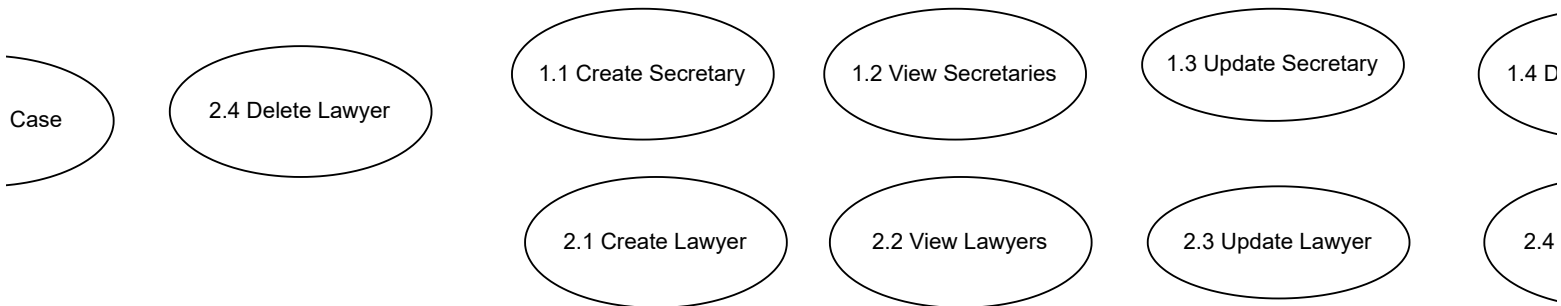 1.1 Create Secretary
1.2 View Secretaries
1.3 Update Secretary
1.4
Case
2.4 Delete Lawyer
2.1 Create Lawyer
2.2 View Lawyers
2.3 Update Lawyer
2.4